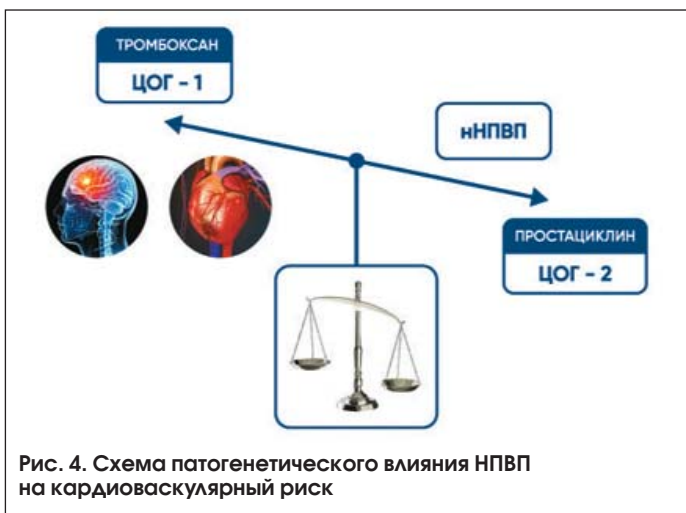 ТРОМБОКСАН
ЦОГ - 1
нНПВП
ПРОСТАЦИКЛИН
ЦОГ - 2
Рис. 4. Схема патогенетического влияния НПВП
на кардиоваскулярный риск